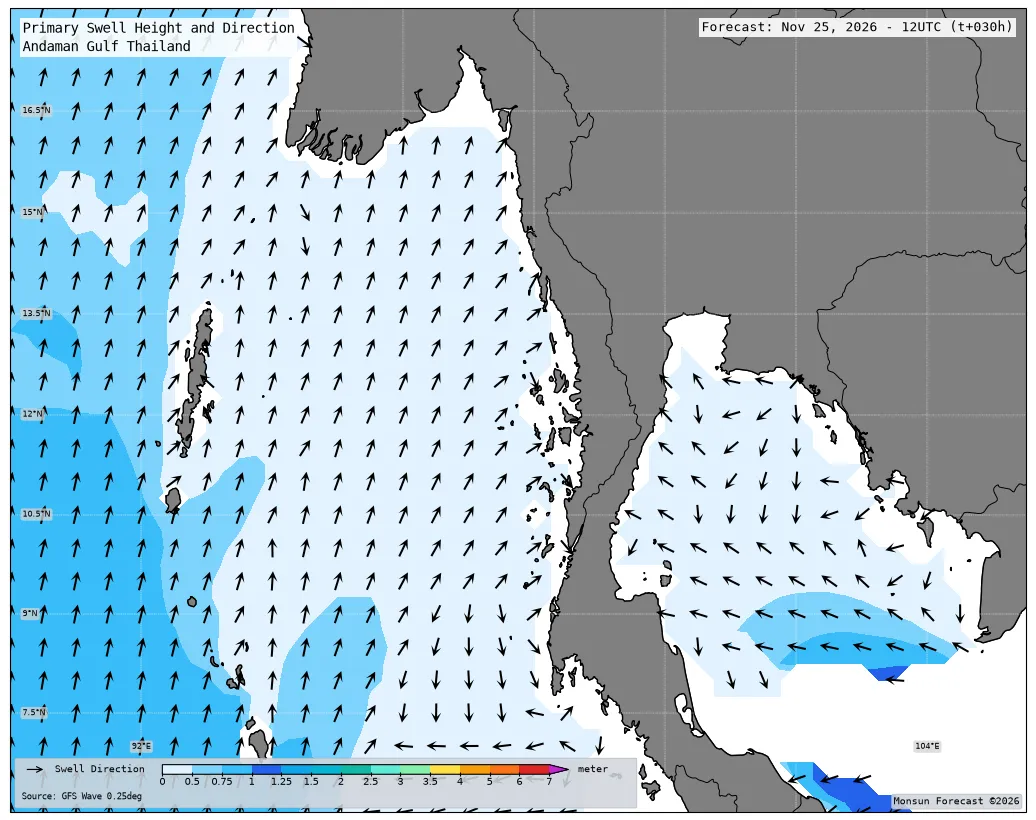 Primary Swell Height and Direction
Andaman Gulf Thailand
Forecast: Nov 25, 2026 - 12UTC (t+030h)
16.5°N
15°N
13.5°N
12°N
10.5°N
9°N
7.5°N
92°E
104°E
Swell Direction
0 0.5 0.75 1.25 1.5 2 2.5 3 3.5 4 5 6 7
meter
Source: GFS Wave 0.25deg
Monsun Forecast ©2026